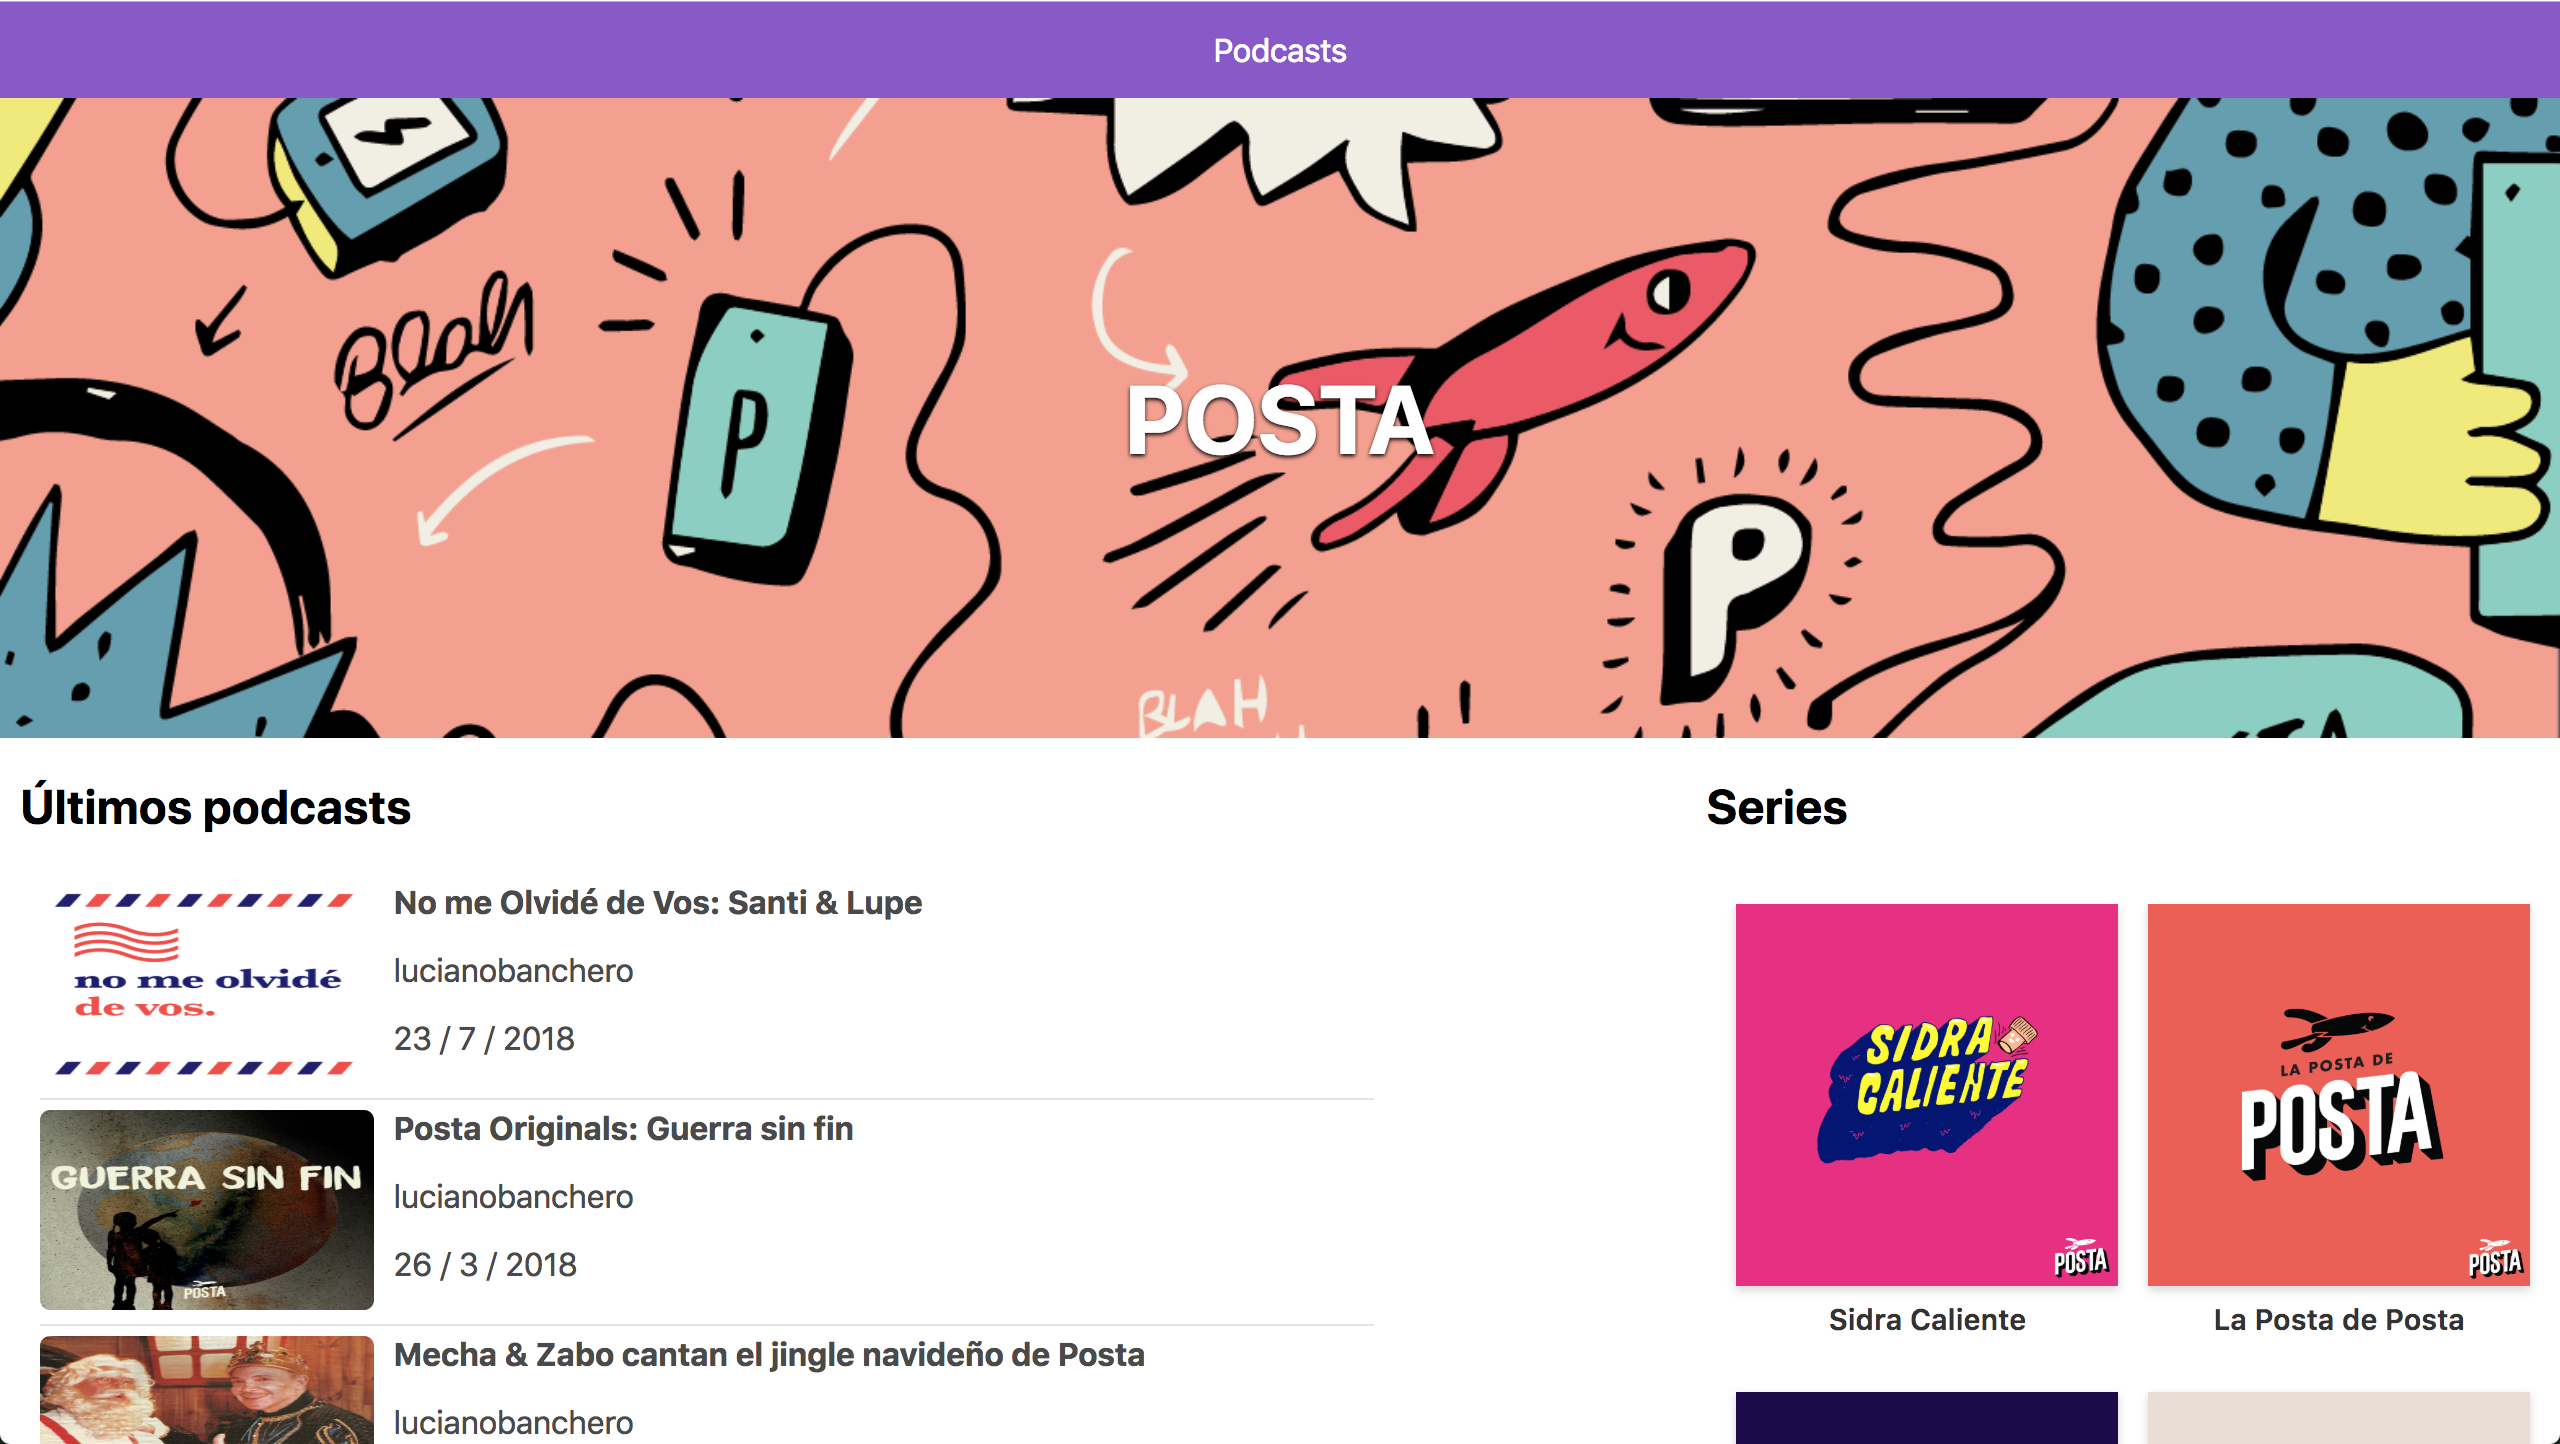 Podcasts
Blah
P
POSTA
P
BLAH
Últimos podcasts
no me olvidé
de vos.
No me Olvidé de Vos: Santi & Lupe
lucianobanchero
23 / 7 / 2018
GUERRA SIN FIN
POSTA
Posta Originals: Guerra sin fin
lucianobanchero
26 / 3 / 2018
Mecha & Zabo cantan el jingle navideño de Posta
lucianobanchero
Series
SIDRA
CALIENTE
POSTA
Sidra Caliente
LA POSTA DE
POSTA
POSTA
La Posta de Posta